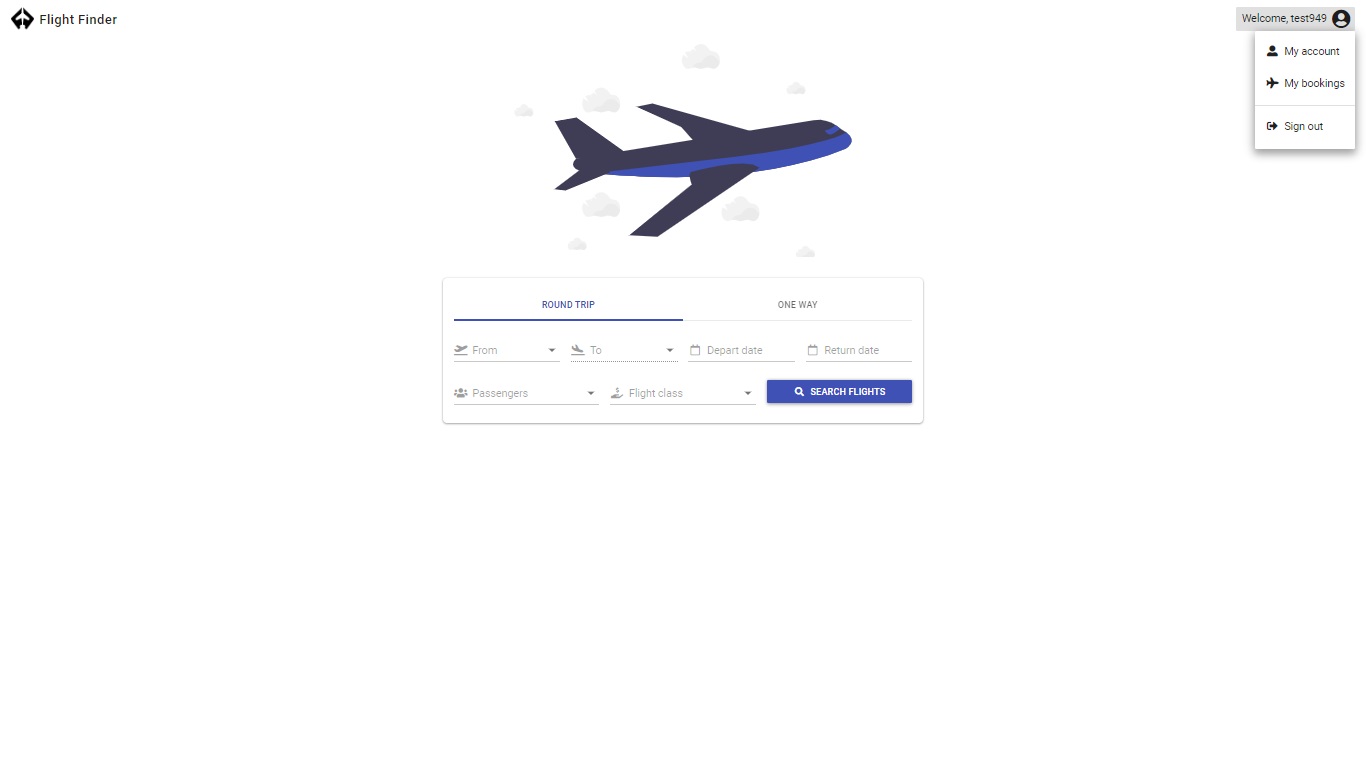 Flight Finder
Welcome, test949
My account
My bookings
Sign out
ROUND TRIP
ONE WAY
From
To
Depart date
Return date
Passengers
Flight class
SEARCH FLIGHTS